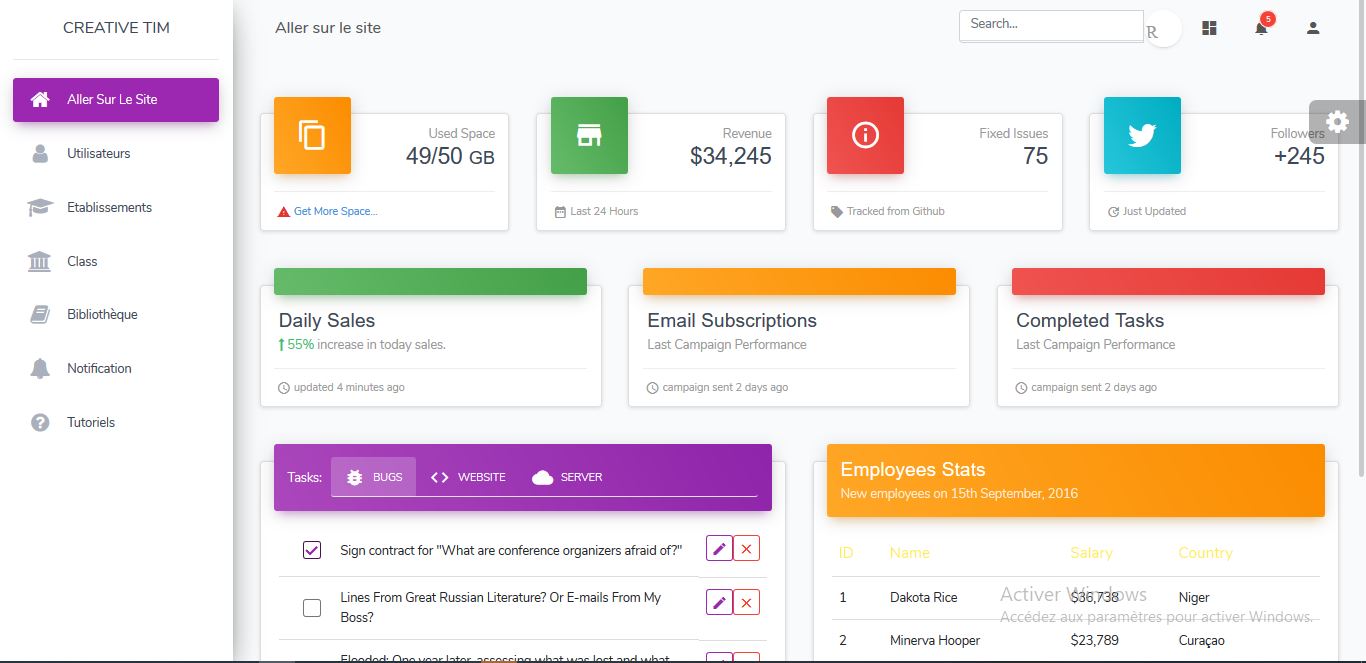 CREATIVE TIM
Aller Sur Le Site
Utilisateurs
Etablissements
Class
Bibliothèque
Notification
Tutoriels
Aller sur le site
Search...
R
5
Used Space
49/50 GB
Get More Space...
Revenue
$34,245
Last 24 Hours
Fixed Issues
75
Tracked from Github
Followers
+245
Just Updated
Daily Sales
55% increase in today sales.
updated 4 minutes ago
Email Subscriptions
Last Campaign Performance
campaign sent 2 days ago
Completed Tasks
Last Campaign Performance
campaign sent 2 days ago
Tasks: BUGS WEBSITE SERVER
Sign contract for "What are conference organizers afraid of?"
Lines From Great Russian Literature? Or E-mails From My
Boss?
Flooded: One year later, assessing what was lost and what
Employees Stats
New employees on 15th September, 2016
ID Name Salary Country
1 Dakota Rice $36,738 Niger
2 Minerva Hooper $23,789 Curaçao
Activer Windows
Accédez aux paramètres pour activer Windows.